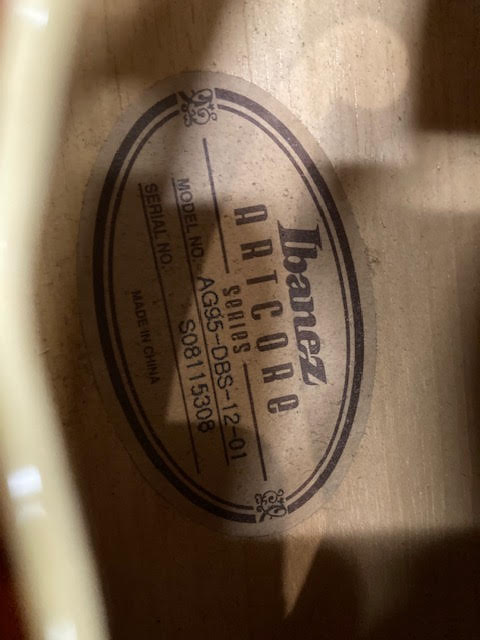 Ibanez
ARTCORE
series
MODEL NO. AG95-DBS-12-01
SERIAL NO. S08115308
MADE IN CHINA